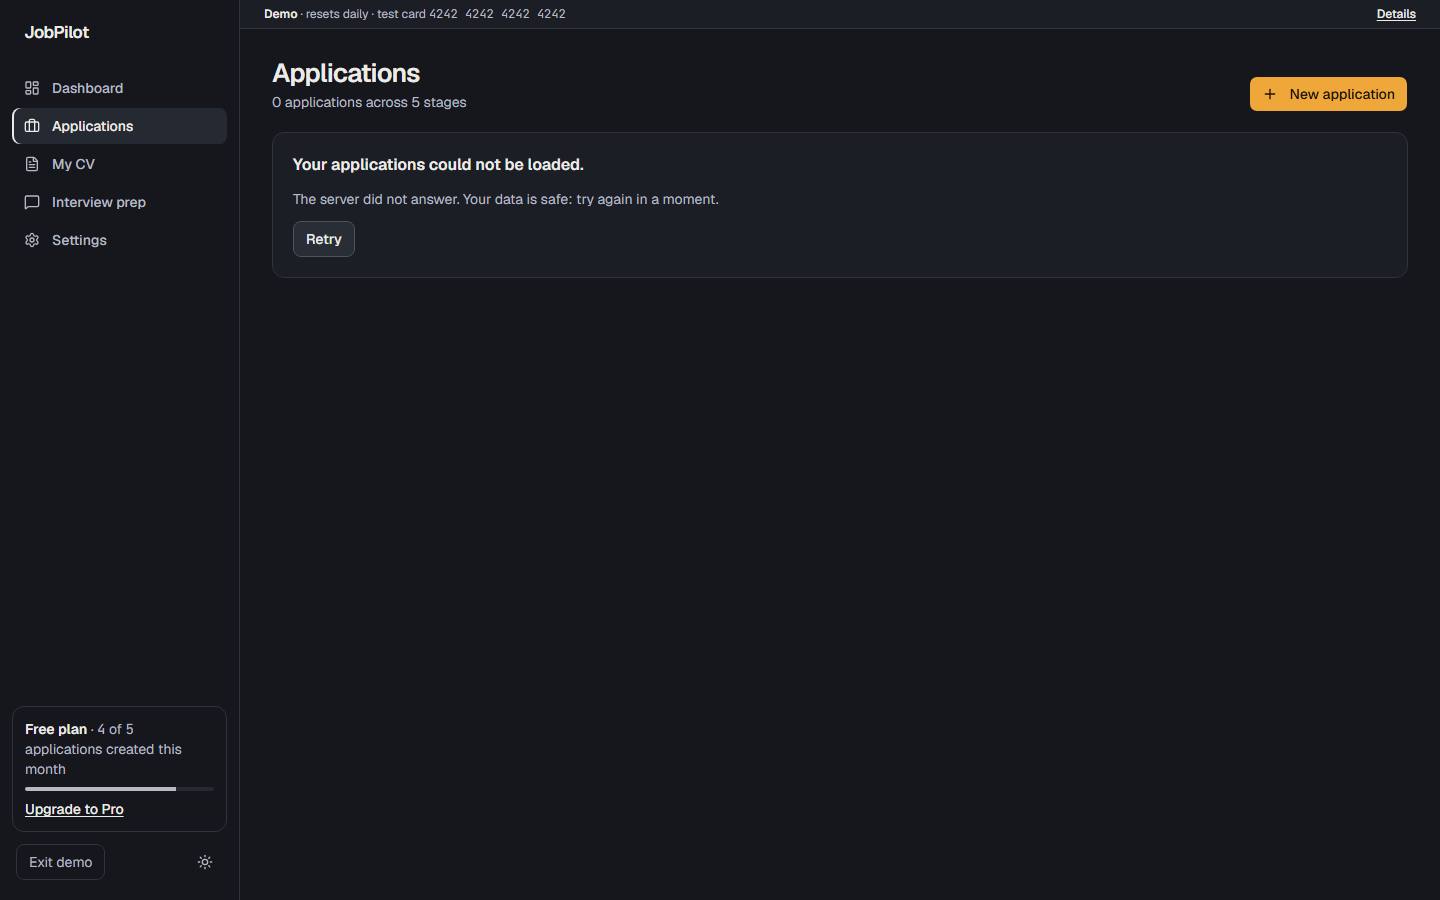 JobPilot
Dashboard
Applications
My CV
Interview prep
Settings
Free plan · 4 of 5
applications created this
month
Upgrade to Pro
Exit demo
Demo · resets daily · test card 4242 4242 4242 4242
Details
Applications
0 applications across 5 stages
New application
Your applications could not be loaded.
The server did not answer. Your data is safe: try again in a moment.
Retry